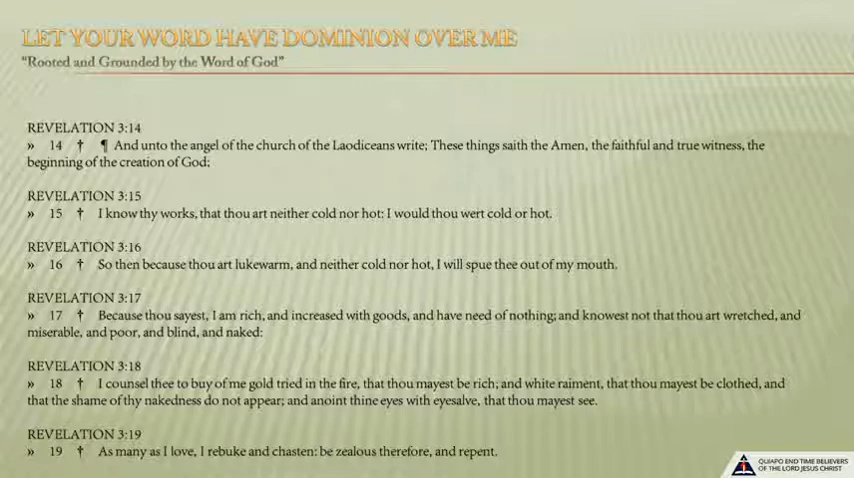 LET YOUR WORD HAVE DOMINION OVER ME
"Rooted and Grounded by the Word of God"
REVELATION 3:14
» 14 † ¶ And unto the angel of the church of the Laodiceans write; These things saith the Amen, the faithful and true witness, the
beginning of the creation of God;
REVELATION 3:15
» 15 † I know thy works, that thou art neither cold nor hot: I would thou wert cold or hot.
REVELATION 3:16
» 16 † So then because thou art lukewarm, and neither cold nor hot, I will spue thee out of my mouth.
REVELATION 3:17
» 17 † Because thou sayest, I am rich, and increased with goods, and have need of nothing; and knowest not that thou art wretched, and
miserable, and poor, and blind, and naked:
REVELATION 3:18
» 18 † I counsel thee to buy of me gold tried in the fire, that thou mayest be rich; and white raiment, that thou mayest be clothed, and
that the shame of thy nakedness do not appear; and anoint thine eyes with eyesalve, that thou mayest see.
REVELATION 3:19
» 19 † As many as I love, I rebuke and chasten: be zealous therefore, and repent.
QUIAPO END TIME BELIEVERS
OF THE LORD JESUS CHRIST